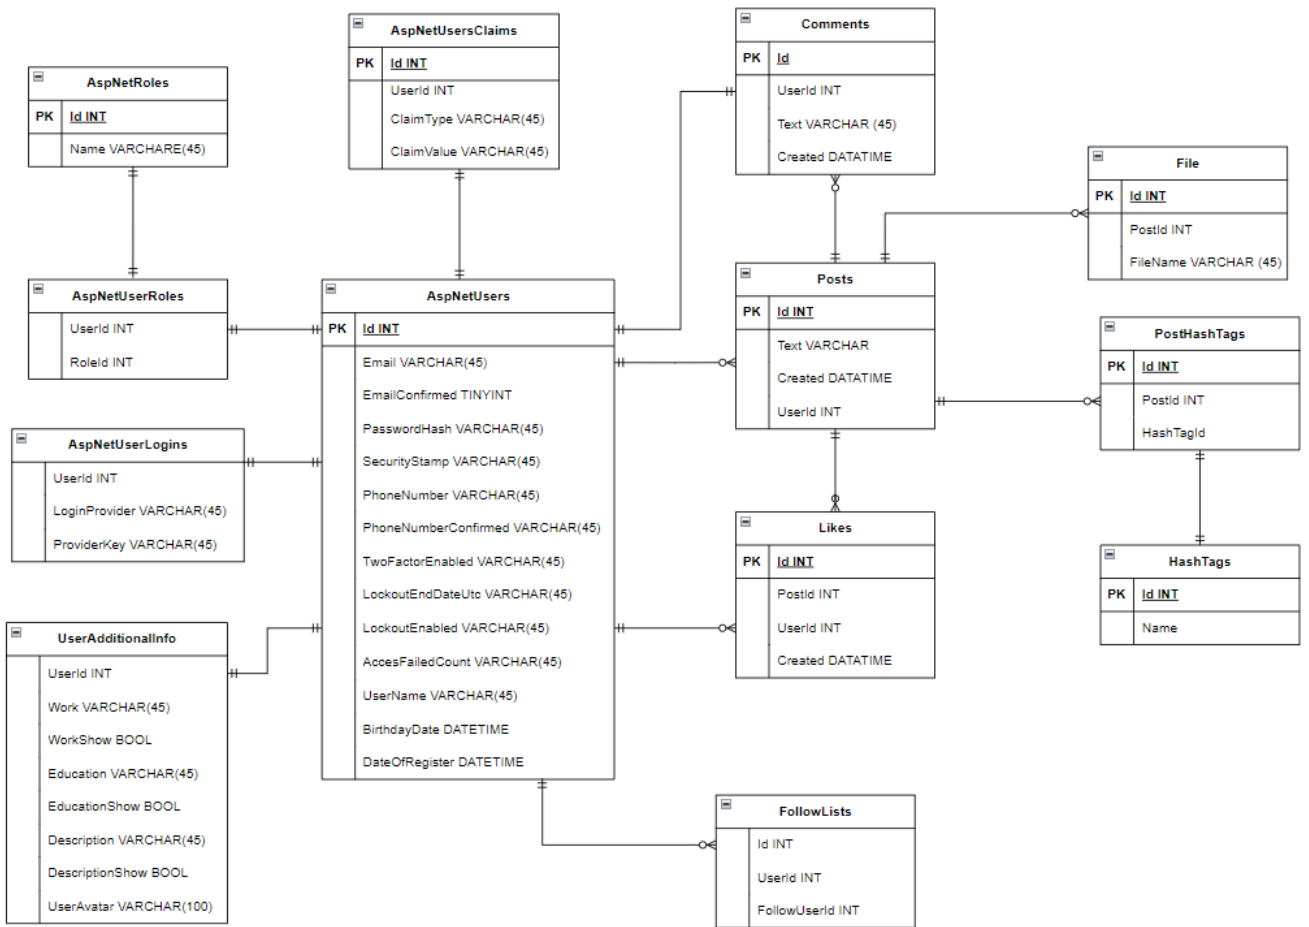 AspNetUsersClaims
PK Id INT
UserId INT
ClaimType VARCHAR(45)
ClaimValue VARCHAR(45)
Comments
PK Id
UserId INT
Text VARCHAR (45)
Created DATATIME
AspNetRoles
PK Id INT
Name VARCHARE(45)
File
PK Id INT
PostId INT
FileName VARCHAR (45)
AspNetUserRoles
UserId INT
RoleId INT
AspNetUsers
PK Id INT
Email VARCHAR(45)
EmailConfirmed TINYINT
PasswordHash VARCHAR(45)
SecurityStamp VARCHAR(45)
PhoneNumber VARCHAR(45)
PhoneNumberConfirmed VARCHAR(45)
TwoFactorEnabled VARCHAR(45)
LockoutEndDateUtc VARCHAR(45)
LockoutEnabled VARCHAR(45)
AccesFailedCount VARCHAR(45)
UserName VARCHAR(45)
BirthdayDate DATETIME
DateOfRegister DATETIME
Posts
PK Id INT
Text VARCHAR
Created DATATIME
UserId INT
PostHashTags
PK Id INT
PostId INT
HashTagId
AspNetUserLogins
UserId INT
LoginProvider VARCHAR(45)
ProviderKey VARCHAR(45)
Likes
PK Id INT
PostId INT
UserId INT
Created DATATIME
HashTags
PK Id INT
Name
UserAdditionalInfo
UserId INT
Work VARCHAR(45)
WorkShow BOOL
Education VARCHAR(45)
EducationShow BOOL
Description VARCHAR(45)
DescriptionShow BOOL
UserAvatar VARCHAR(100)
FollowLists
Id INT
UserId INT
FollowUserId INT